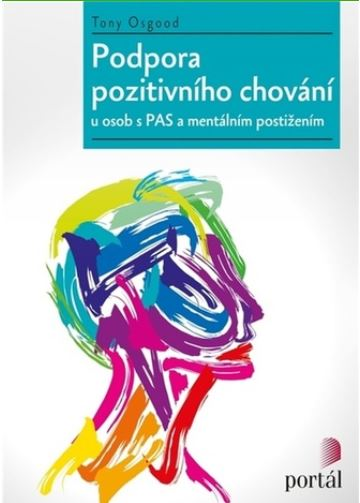 Tony Osgood
Podpora
pozitivního chování
u osob s PAS a mentálním postižením
portál